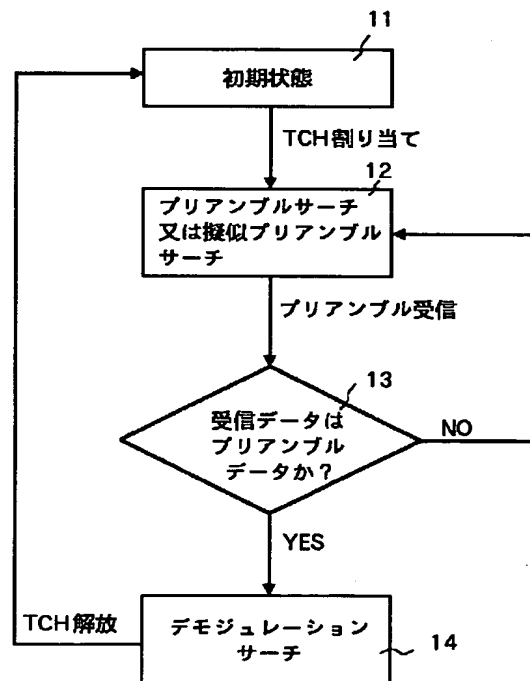 11
初期状態
TCH割り当て
12
プリアンブルサーチ
又は擬似プリアンブル
サーチ
プリアンブル受信
13
受信データは
プリアンブル
データか？
NO
YES
TCH解放
デモジュレーション
サーチ
14